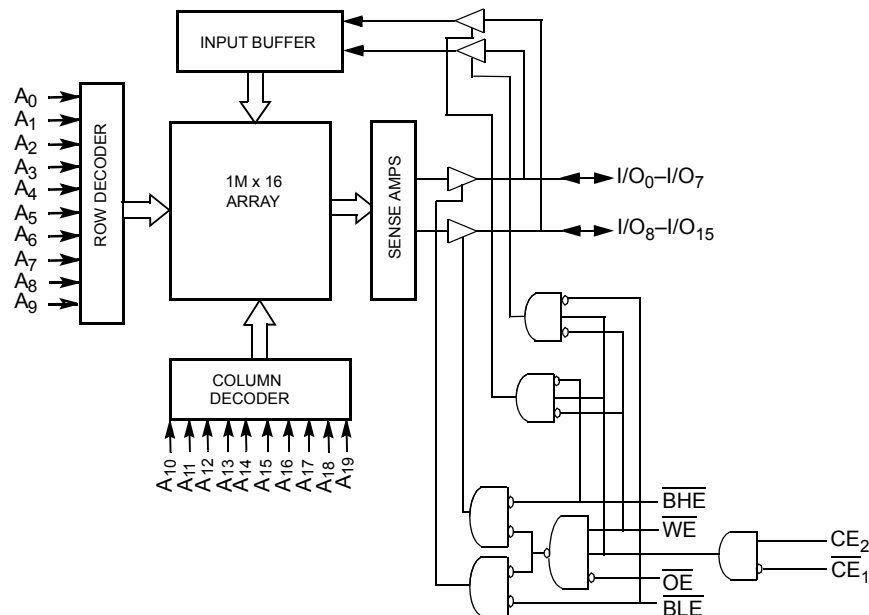 INPUT BUFFER
A0
A1
A2
A3
A4
A5
A6
A7
A8
A9
ROW DECODER
1M x 16
ARRAY
SENSE AMPS
I/O0–I/O7
I/O8–I/O15
COLUMN
DECODER
A10
A11
A12
A13
A14
A15
A16
A17
A18
A19
BHE
WE
CE2
CE1
OE
BLE